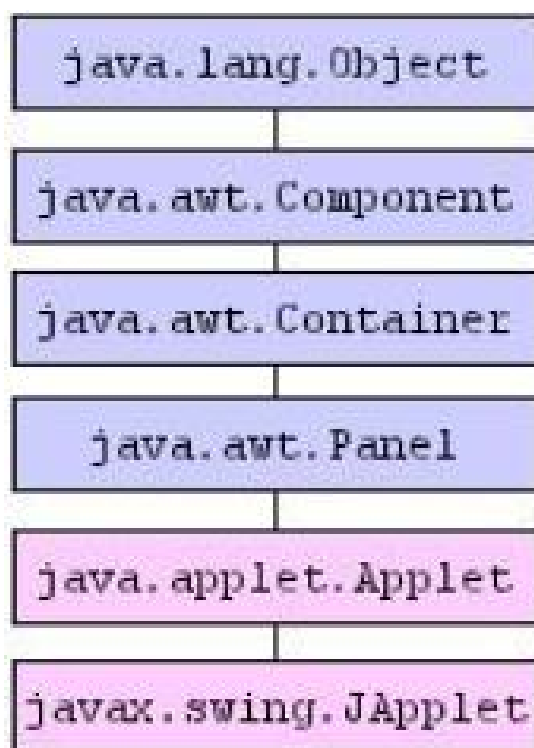 java.lang.Object
java.awt.Component
java.awt.Container
java.awt.Panel
java.applet.Applet
javax.swing.JApplet